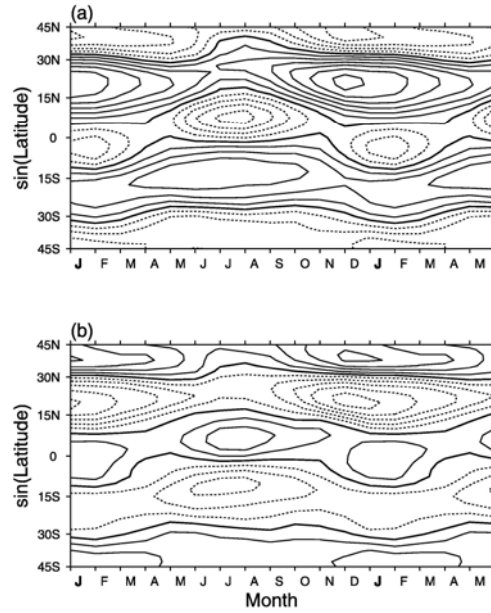 (a)
45N
30N
15N
0
15S
30S
45S
sin(Latitude)
J F M A M J J A S O N D J F M A M
(b)
45N
30N
15N
0
15S
30S
45S
sin(Latitude)
J F M A M J J A S O N D J F M A M
Month